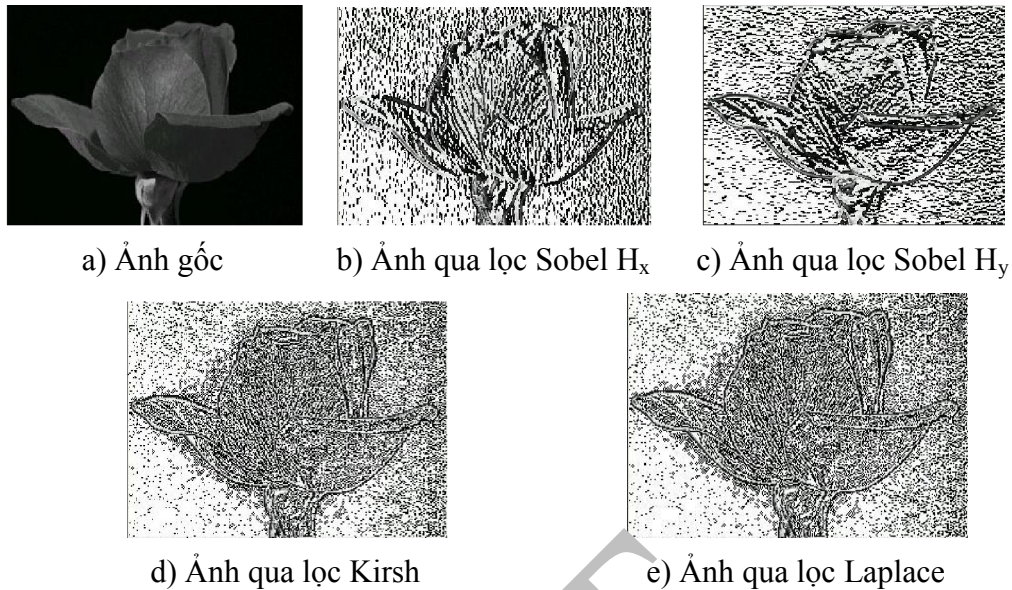 a) Ảnh gốc
b) Ảnh qua lọc Sobel Hx
c) Ảnh qua lọc Sobel Hy
d) Ảnh qua lọc Kirsh
e) Ảnh qua lọc Laplace